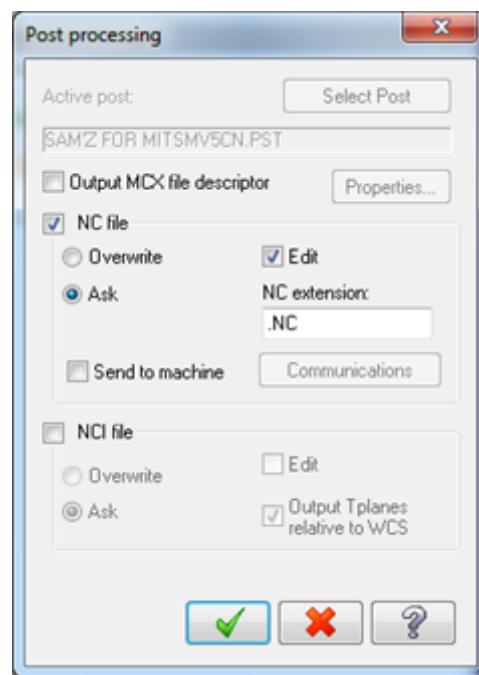 Post processing
Active post:
Select Post
SAM'Z FOR MITSMV5CN.PST
Output MCX file descriptor
Properties...
NC file
Overwrite
Edit
Ask
NC extension:
.NC
Send to machine
Communications
NCI file
Overwrite
Edit
Ask
Output Tplanes
relative to WCS